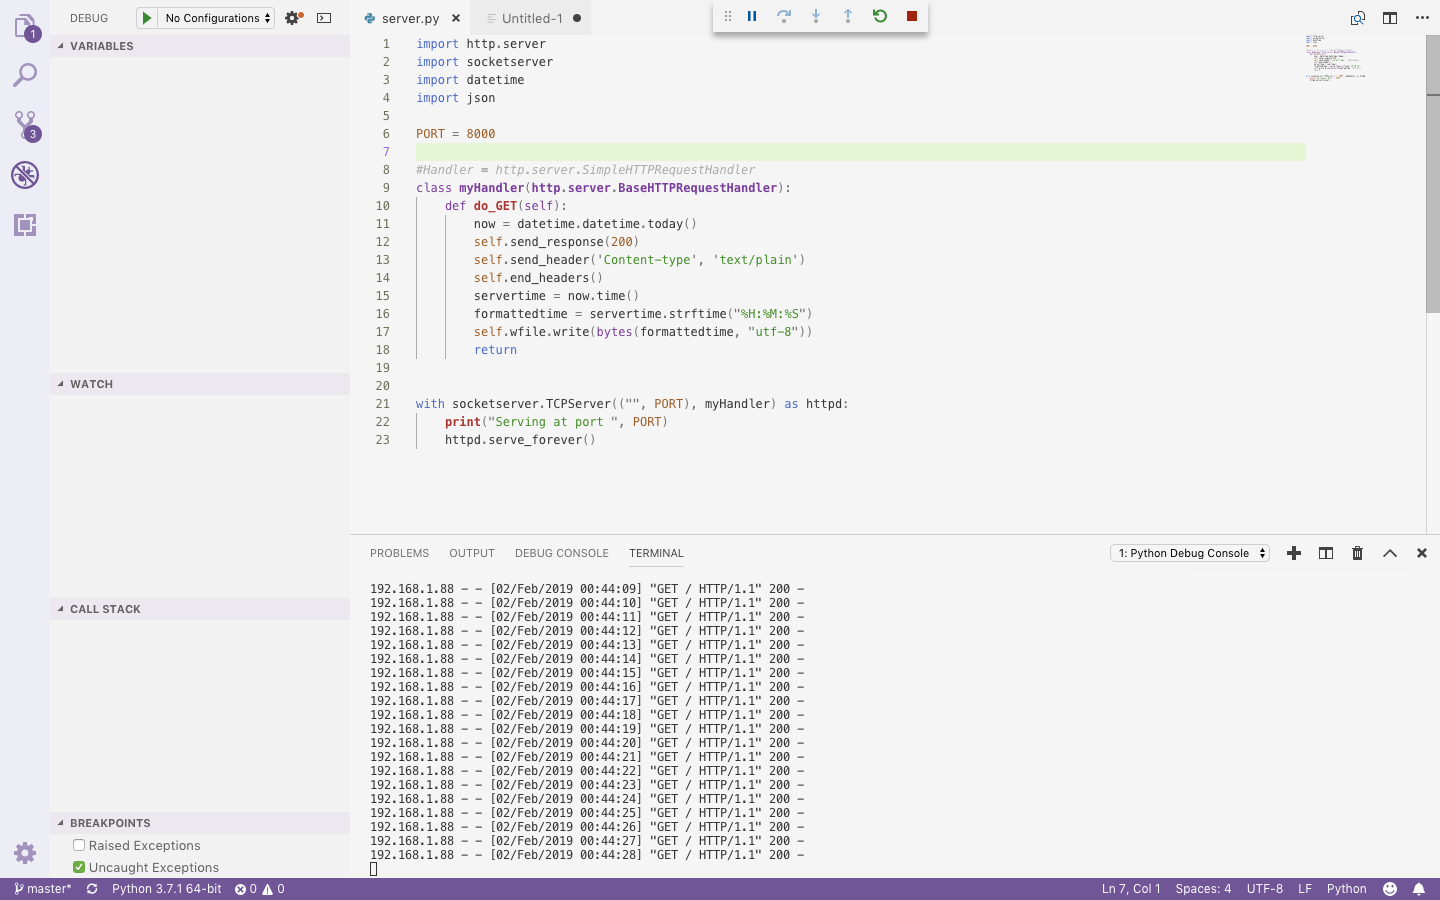 DEBUG
No Configurations
server.py
Untitled-1
1
3
VARIABLES
WATCH
CALL STACK
BREAKPOINTS
Raised Exceptions
Uncaught Exceptions
1 import http.server
2 import socketserver
3 import datetime
4 import json
5
6 PORT = 8000
7
8 #Handler = http.server.SimpleHTTPRequestHandler
9 class myHandler(http.server.BaseHTTPRequestHandler):
10 def do_GET(self):
11 now = datetime.datetime.today()
12 self.send_response(200)
13 self.send_header('Content-type', 'text/plain')
14 self.end_headers()
15 servertime = now.time()
16 formattedtime = servertime.strftime("%H:%M:%S")
17 self.wfile.write(bytes(formattedtime, "utf-8"))
18 return
19
20
21 with socketserver.TCPServer(("", PORT), myHandler) as httpd:
22 print("Serving at port ", PORT)
23 httpd.serve_forever()
PROBLEMS OUTPUT DEBUG CONSOLE TERMINAL
1: Python Debug Console
192.168.1.88 - - [02/Feb/2019 00:44:09] "GET / HTTP/1.1" 200 -
192.168.1.88 - - [02/Feb/2019 00:44:10] "GET / HTTP/1.1" 200 -
192.168.1.88 - - [02/Feb/2019 00:44:11] "GET / HTTP/1.1" 200 -
192.168.1.88 - - [02/Feb/2019 00:44:12] "GET / HTTP/1.1" 200 -
192.168.1.88 - - [02/Feb/2019 00:44:13] "GET / HTTP/1.1" 200 -
192.168.1.88 - - [02/Feb/2019 00:44:14] "GET / HTTP/1.1" 200 -
192.168.1.88 - - [02/Feb/2019 00:44:15] "GET / HTTP/1.1" 200 -
192.168.1.88 - - [02/Feb/2019 00:44:16] "GET / HTTP/1.1" 200 -
192.168.1.88 - - [02/Feb/2019 00:44:17] "GET / HTTP/1.1" 200 -
192.168.1.88 - - [02/Feb/2019 00:44:18] "GET / HTTP/1.1" 200 -
192.168.1.88 - - [02/Feb/2019 00:44:19] "GET / HTTP/1.1" 200 -
192.168.1.88 - - [02/Feb/2019 00:44:20] "GET / HTTP/1.1" 200 -
192.168.1.88 - - [02/Feb/2019 00:44:21] "GET / HTTP/1.1" 200 -
192.168.1.88 - - [02/Feb/2019 00:44:22] "GET / HTTP/1.1" 200 -
192.168.1.88 - - [02/Feb/2019 00:44:23] "GET / HTTP/1.1" 200 -
192.168.1.88 - - [02/Feb/2019 00:44:24] "GET / HTTP/1.1" 200 -
192.168.1.88 - - [02/Feb/2019 00:44:25] "GET / HTTP/1.1" 200 -
192.168.1.88 - - [02/Feb/2019 00:44:26] "GET / HTTP/1.1" 200 -
192.168.1.88 - - [02/Feb/2019 00:44:27] "GET / HTTP/1.1" 200 -
192.168.1.88 - - [02/Feb/2019 00:44:28] "GET / HTTP/1.1" 200 -
master* Python 3.7.1 64-bit 0 0 Ln 7, Col 1 Spaces: 4 UTF-8 LF Python